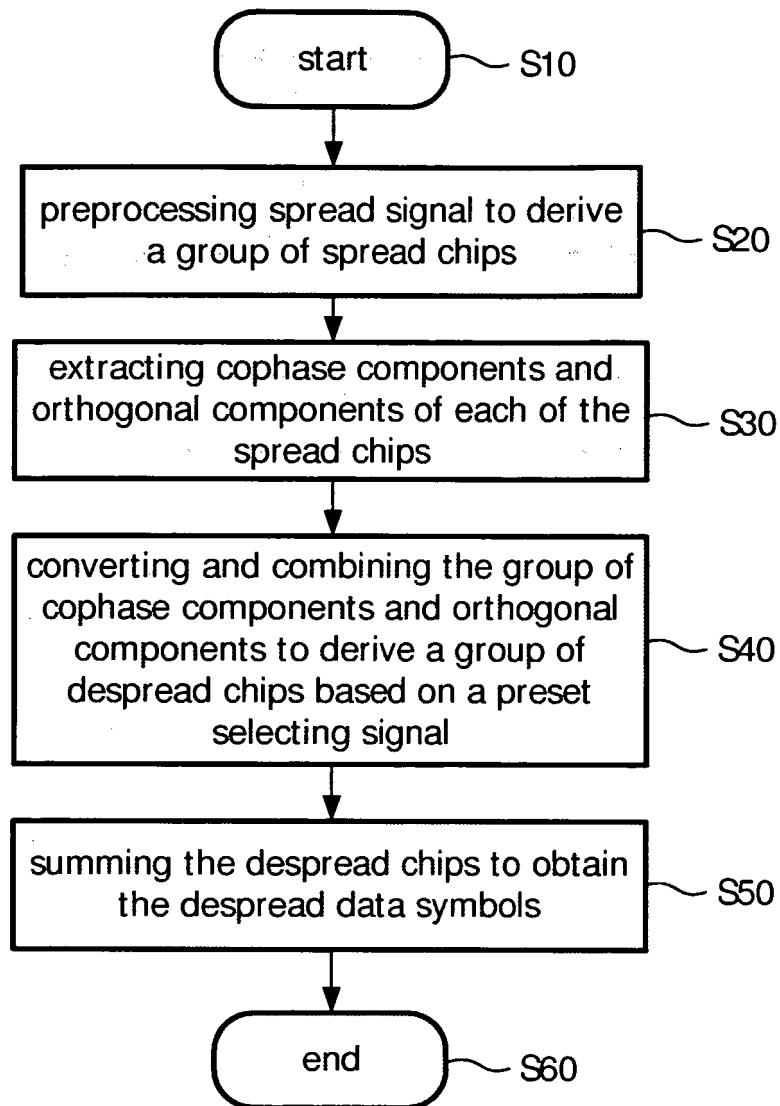 start
S10
preprocessing spread signal to derive
a group of spread chips
S20
extracting cophase components and
orthogonal components of each of the
spread chips
S30
converting and combining the group of
cophase components and orthogonal
components to derive a group of
despread chips based on a preset
selecting signal
S40
summing the despread chips to obtain
the despread data symbols
S50
end
S60